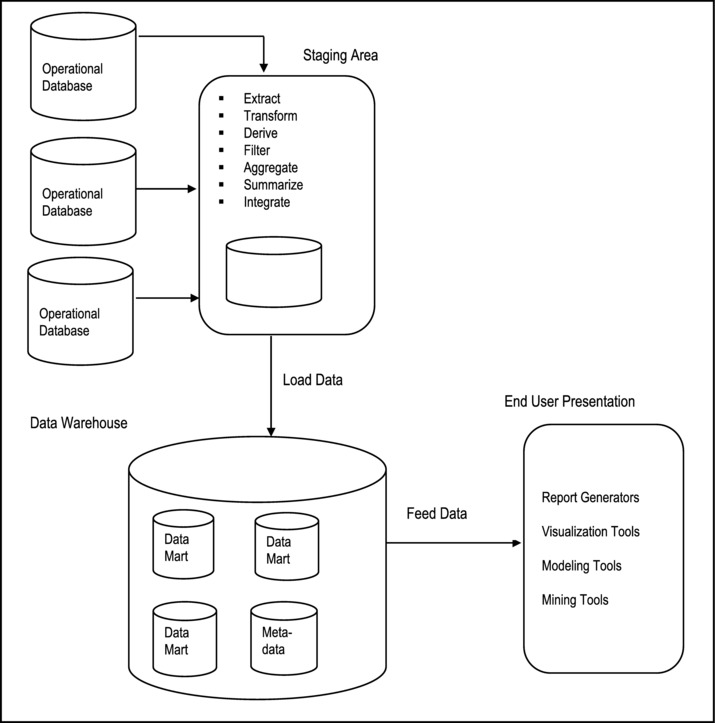 Operational
Database
Staging Area
▪ Extract
▪ Transform
▪ Derive
▪ Filter
▪ Aggregate
▪ Summarize
▪ Integrate
Operational
Database
Operational
Database
Load Data
End User Presentation
Data Warehouse
Report Generators
Visualization Tools
Modeling Tools
Mining Tools
Feed Data
Data
Mart
Data
Mart
Data
Mart
Meta-
data